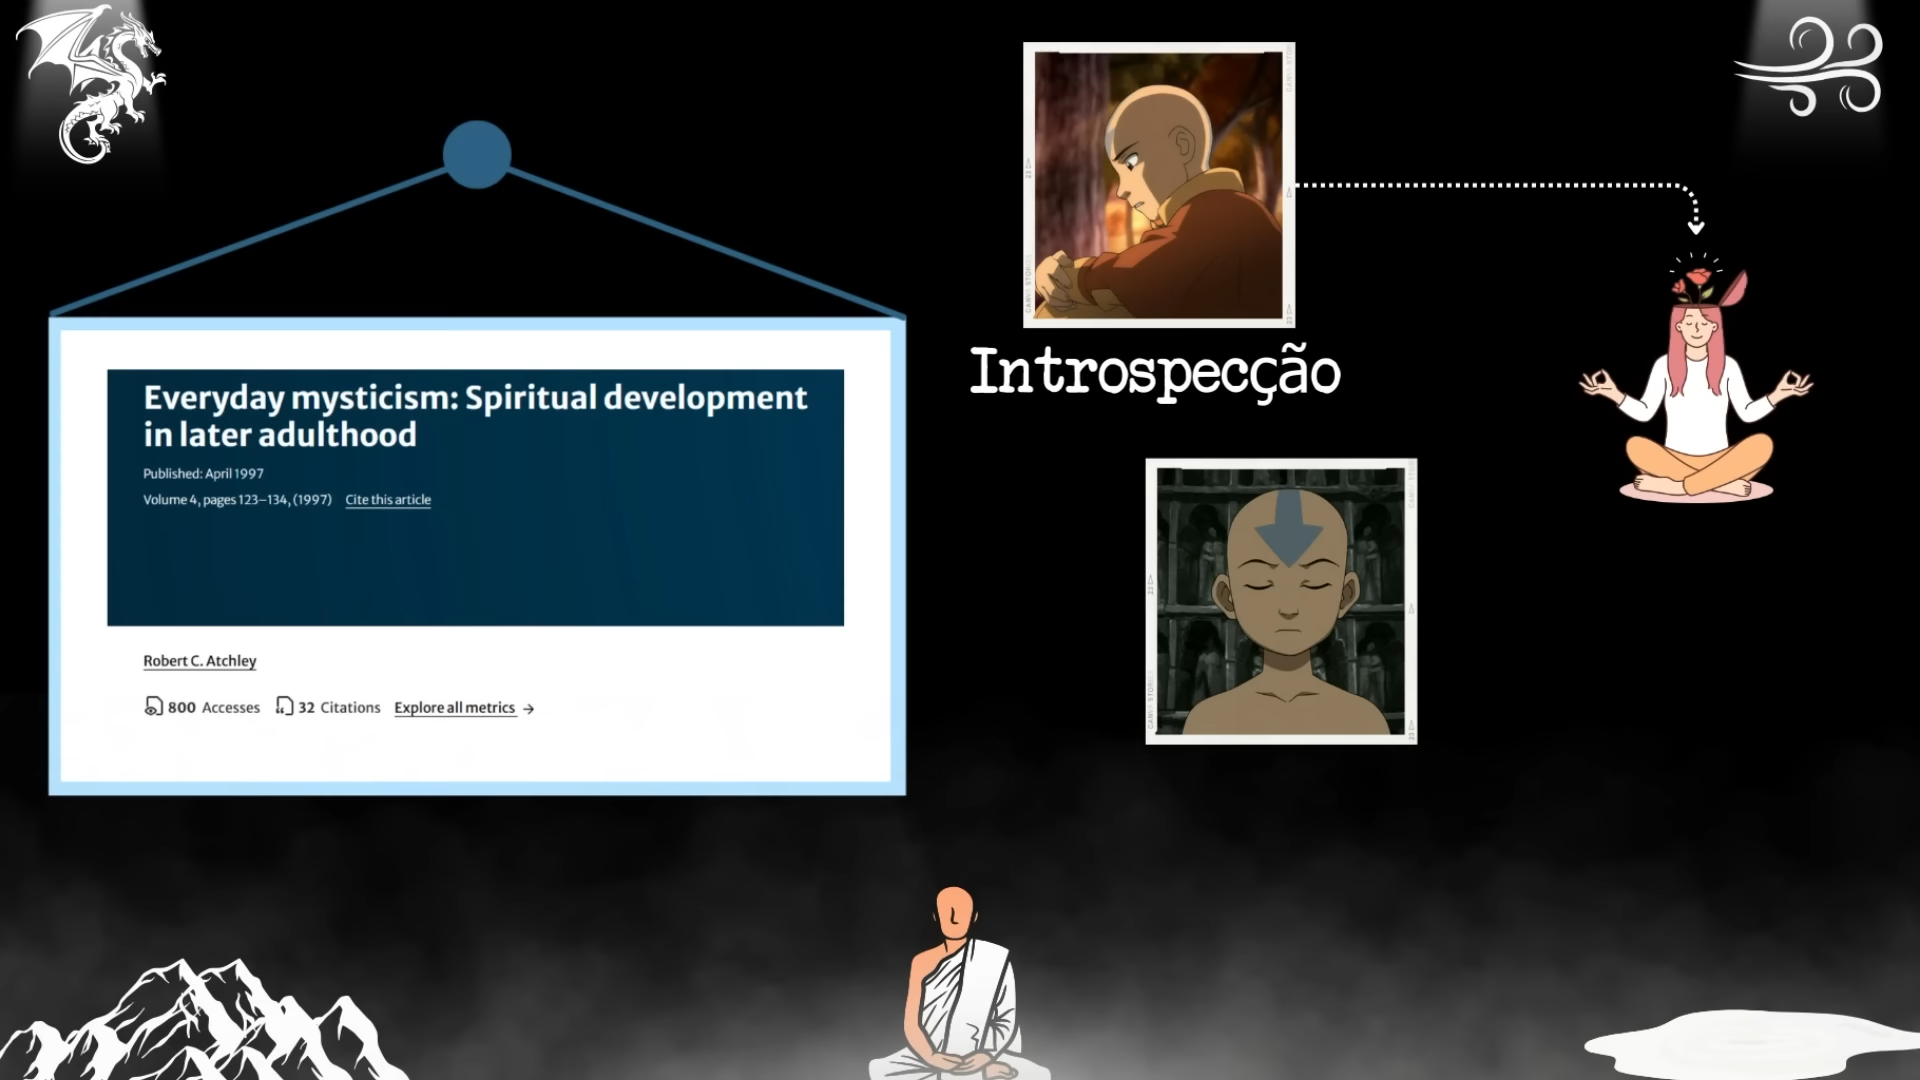 Everyday mysticism: Spiritual development
in later adulthood
Published: April 1997
Volume 4, pages 123–134, (1997) Cite this article
Robert C. Atchley
800 Accesses 32 Citations Explore all metrics →
Introspecção